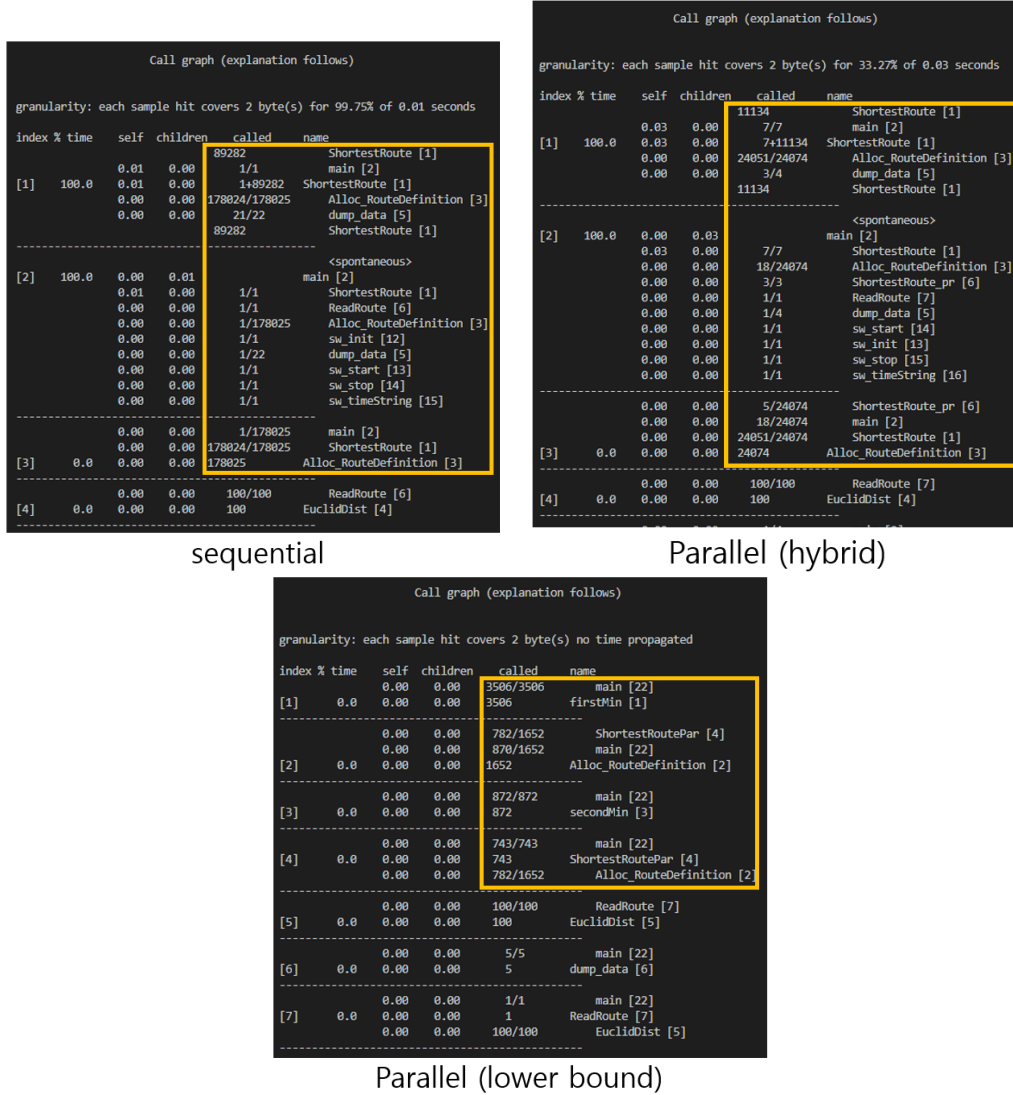 Call graph (explanation follows)
granularity: each sample hit covers 2 byte(s) for 99.75% of 0.01 seconds
index % time self children called name
89282 ShortestRoute [1]
0.01 0.00 1/1 main [2]
[1] 100.0 0.01 0.00 1+89282 ShortestRoute [1]
0.00 0.00 178024/178025 Alloc_RouteDefinition [3]
0.00 0.00 21/22 dump_data [5]
89282 ShortestRoute [1]
-----------------------------------------------
<spontaneous>
[2] 100.0 0.00 0.01 main [2]
0.01 0.00 1/1 ShortestRoute [1]
0.00 0.00 1/1 ReadRoute [6]
0.00 0.00 1/178025 Alloc_RouteDefinition [3]
0.00 0.00 1/1 sw_init [12]
0.00 0.00 1/22 dump_data [5]
0.00 0.00 1/1 sw_start [13]
0.00 0.00 1/1 sw_stop [14]
0.00 0.00 1/1 sw_timeString [15]
-----------------------------------------------
0.00 0.00 1/178025 main [2]
0.00 0.00 178024/178025 ShortestRoute [1]
[3] 0.0 0.00 0.00 178025 Alloc_RouteDefinition [3]
-----------------------------------------------
0.00 0.00 100/100 ReadRoute [6]
[4] 0.0 0.00 0.00 100 EuclidDist [4]
-----------------------------------------------
sequential
Call graph (explanation follows)
granularity: each sample hit covers 2 byte(s) for 33.27% of 0.03 seconds
index % time self children called name
11134 ShortestRoute [1]
0.03 0.00 7/7 main [2]
[1] 100.0 0.03 0.00 7+11134 ShortestRoute [1]
0.00 0.00 24051/24074 Alloc_RouteDefinition [3]
0.00 0.00 3/4 dump_data [5]
11134 ShortestRoute [1]
-----------------------------------------------
<spontaneous>
[2] 100.0 0.00 0.03 main [2]
0.03 0.00 7/7 ShortestRoute [1]
0.00 0.00 18/24074 Alloc_RouteDefinition [3]
0.00 0.00 3/3 ShortestRoute_pr [6]
0.00 0.00 1/1 ReadRoute [7]
0.00 0.00 1/4 dump_data [5]
0.00 0.00 1/1 sw_start [14]
0.00 0.00 1/1 sw_init [13]
0.00 0.00 1/1 sw_stop [15]
0.00 0.00 1/1 sw_timeString [16]
-----------------------------------------------
0.00 0.00 5/24074 ShortestRoute_pr [6]
0.00 0.00 18/24074 main [2]
0.00 0.00 24051/24074 ShortestRoute [1]
[3] 0.0 0.00 0.00 24074 Alloc_RouteDefinition [3]
-----------------------------------------------
0.00 0.00 100/100 ReadRoute [7]
[4] 0.0 0.00 0.00 100 EuclidDist [4]
-----------------------------------------------
Parallel (hybrid)
Call graph (explanation follows)
granularity: each sample hit covers 2 byte(s) no time propagated
index % time self children called name
0.00 0.00 3506/3506 main [22]
[1] 0.0 0.00 0.00 3506 firstMin [1]
-----------------------------------------------
0.00 0.00 782/1652 ShortestRoutePar [4]
0.00 0.00 870/1652 main [22]
[2] 0.0 0.00 0.00 1652 Alloc_RouteDefinition [2]
-----------------------------------------------
0.00 0.00 872/872 main [22]
[3] 0.0 0.00 0.00 872 secondMin [3]
-----------------------------------------------
0.00 0.00 743/743 main [22]
[4] 0.0 0.00 0.00 743 ShortestRoutePar [4]
0.00 0.00 782/1652 Alloc_RouteDefinition [2]
-----------------------------------------------
0.00 0.00 100/100 ReadRoute [7]
[5] 0.0 0.00 0.00 100 EuclidDist [5]
-----------------------------------------------
0.00 0.00 5/5 main [22]
[6] 0.0 0.00 0.00 5 dump_data [6]
-----------------------------------------------
0.00 0.00 1/1 main [22]
[7] 0.0 0.00 0.00 1 ReadRoute [7]
0.00 0.00 100/100 EuclidDist [5]
-----------------------------------------------
Parallel (lower bound)